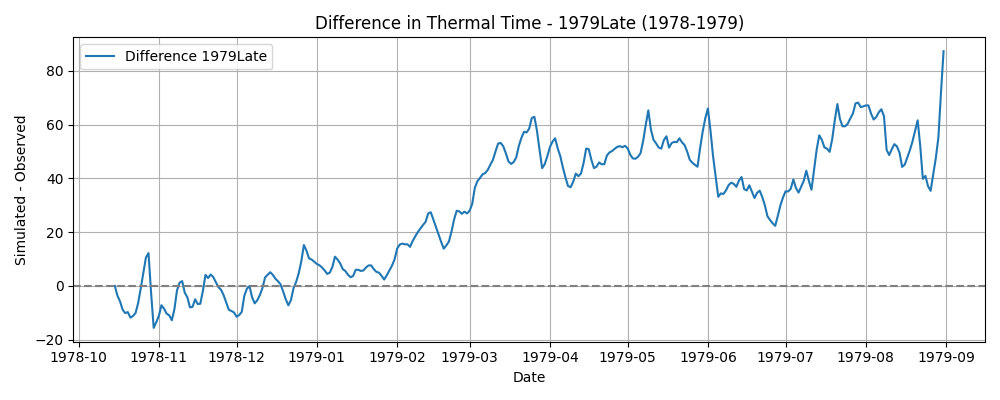 Difference in Thermal Time - 1979Late (1978-1979)
Difference 1979Late
Simulated - Observed
80
60
40
20
0
−20
1978-10 1978-11 1978-12 1979-01 1979-02 1979-03 1979-04 1979-05 1979-06 1979-07 1979-08 1979-09
Date